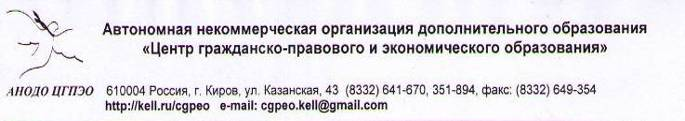 Автономная некоммерческая организация дополнительного образования
«Центр гражданско-правового и экономического образования»
АНОДО ЦГПЭО 610004 Россия, г. Киров, ул. Казанская, 43 (8332) 641-670, 351-894, факс: (8332) 649-354
http://kell.ru/cgpeo e-mail: cgpeo.kell@gmail.com